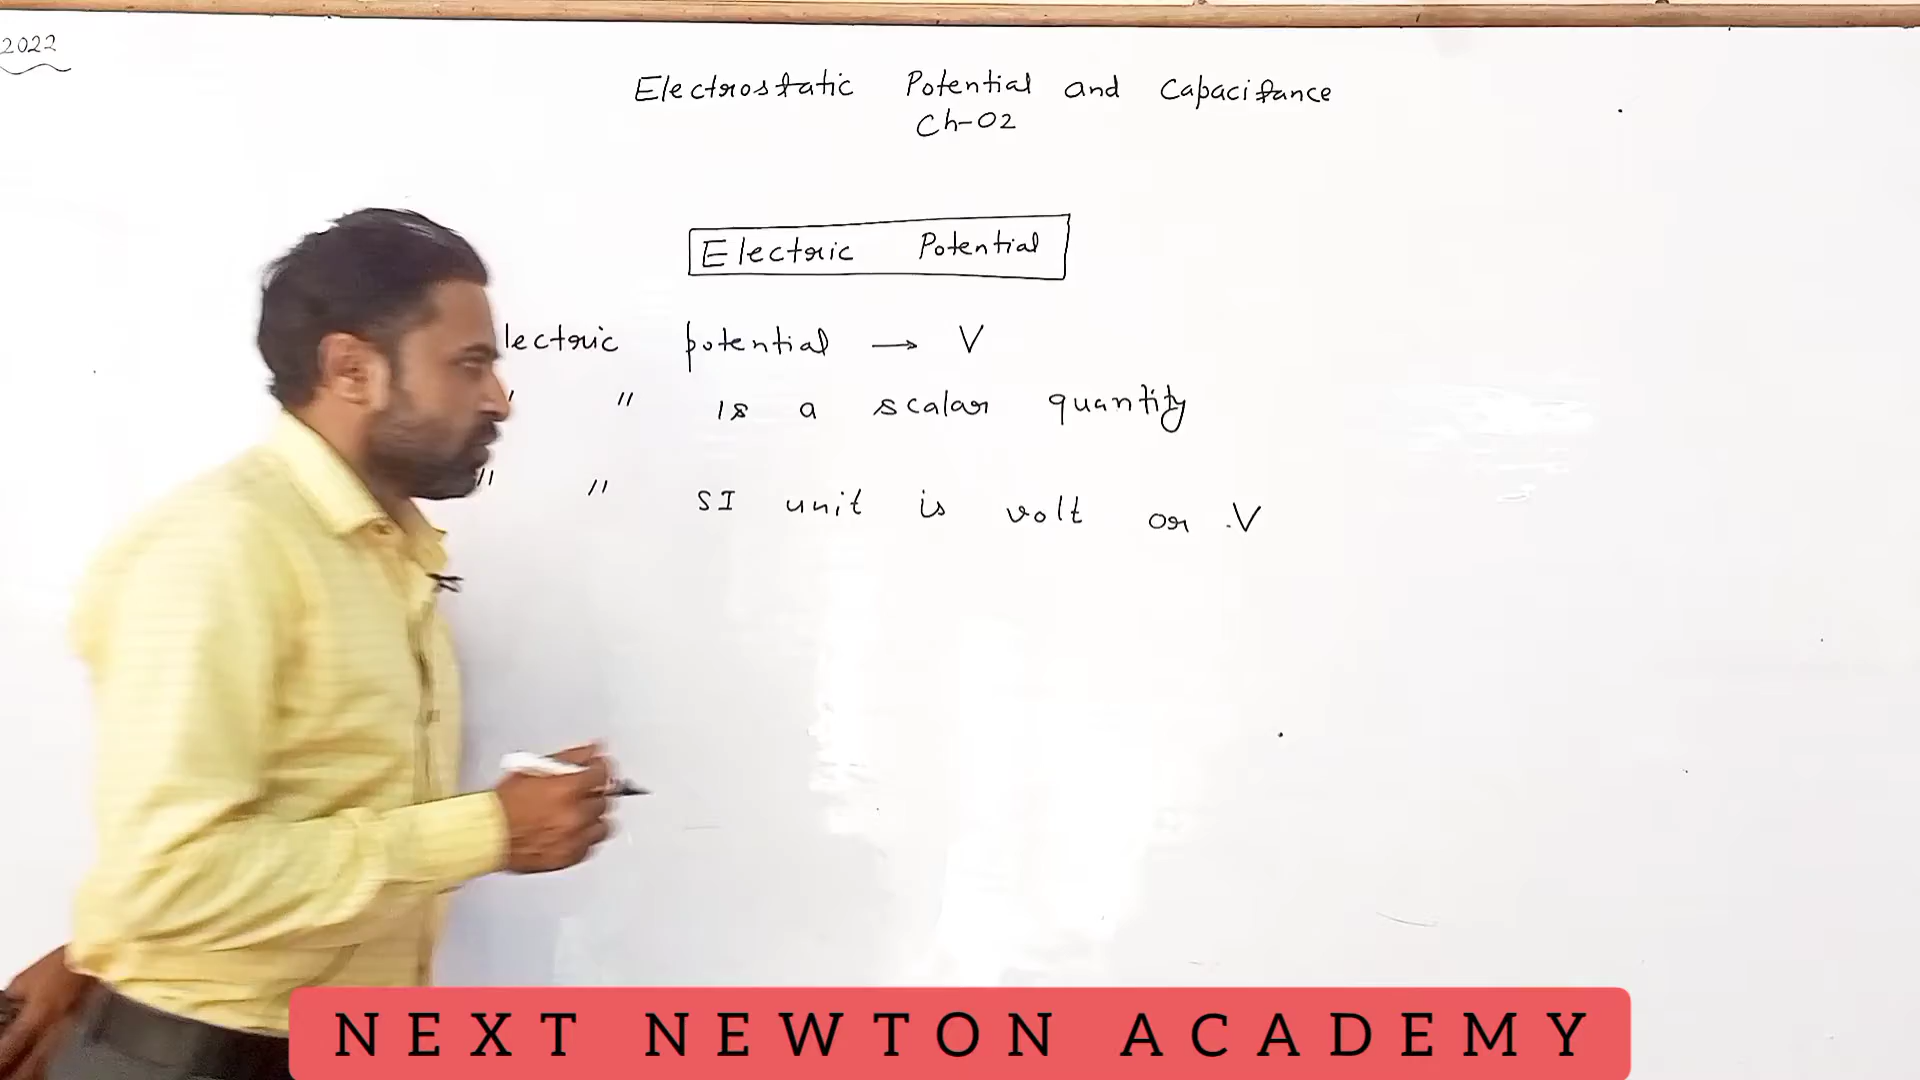 2022
Electrostatic Potential and Capacitance
Ch-02
Electric Potential
lectric potential → V
" " is a scalar quantity
" " SI unit is volt or V
NEXT NEWTON ACADEMY